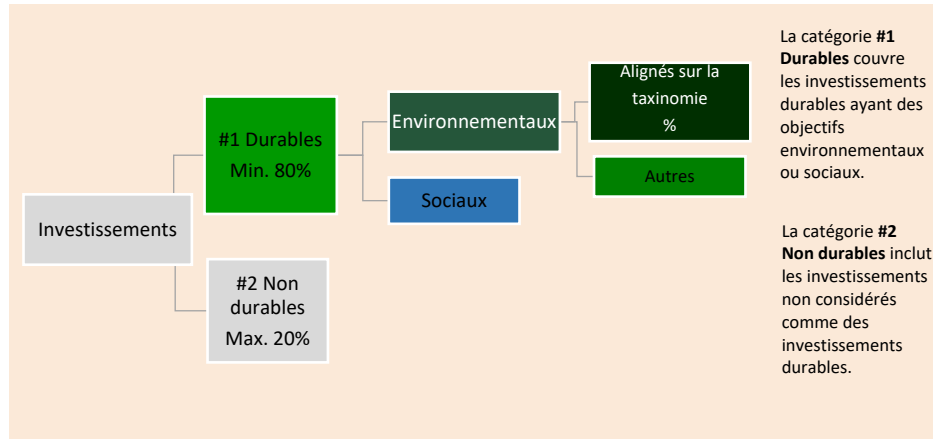 Investissements
#1 Durables
Min. 80%
#2 Non
durables
Max. 20%
Environnementaux
Sociaux
Alignés sur la
taxinomie
%
Autres
La catégorie #1
Durables couvre
les investissements
durables ayant des
objectifs
environnementaux
ou sociaux.
La catégorie #2
Non durables inclut
les investissements
non considérés
comme des
investissements
durables.